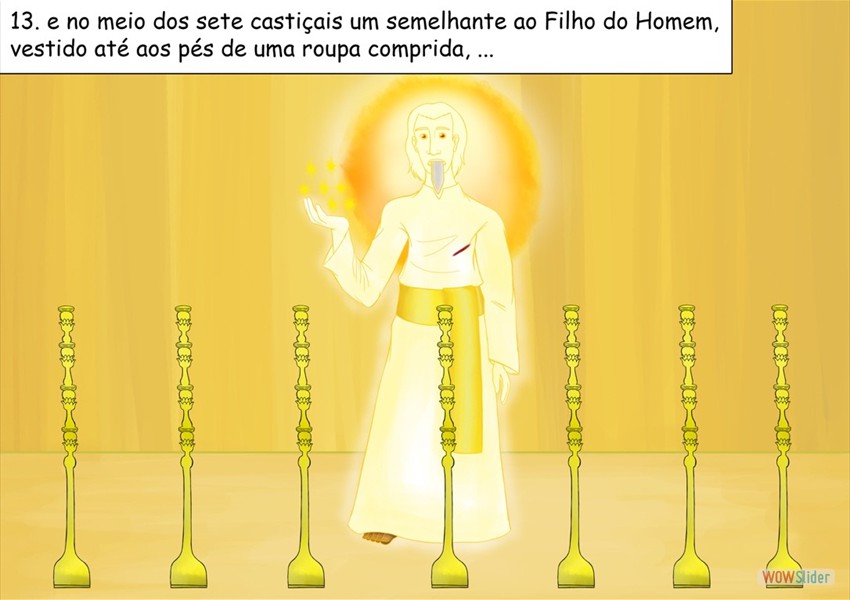 13. e no meio dos sete castiçais um semelhante ao Filho do Homem,
vestido até aos pés de uma roupa comprida, ...
WOWSlider